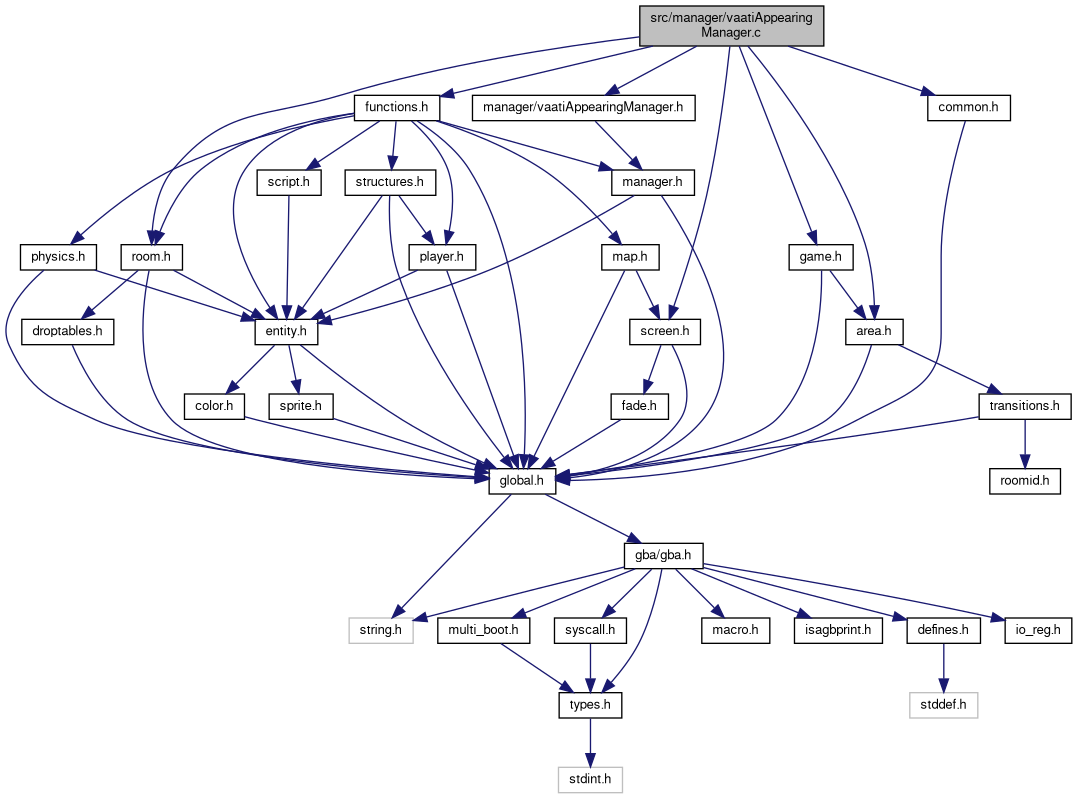 src/manager/vaatiAppearing
Manager.c
functions.h
manager/vaatiAppearingManager.h
common.h
script.h
structures.h
manager.h
physics.h
room.h
player.h
map.h
game.h
droptables.h
entity.h
screen.h
area.h
color.h
sprite.h
fade.h
transitions.h
global.h
roomid.h
gba/gba.h
string.h
multi_boot.h
syscall.h
macro.h
isagbprint.h
defines.h
io_reg.h
types.h
stddef.h
stdint.h